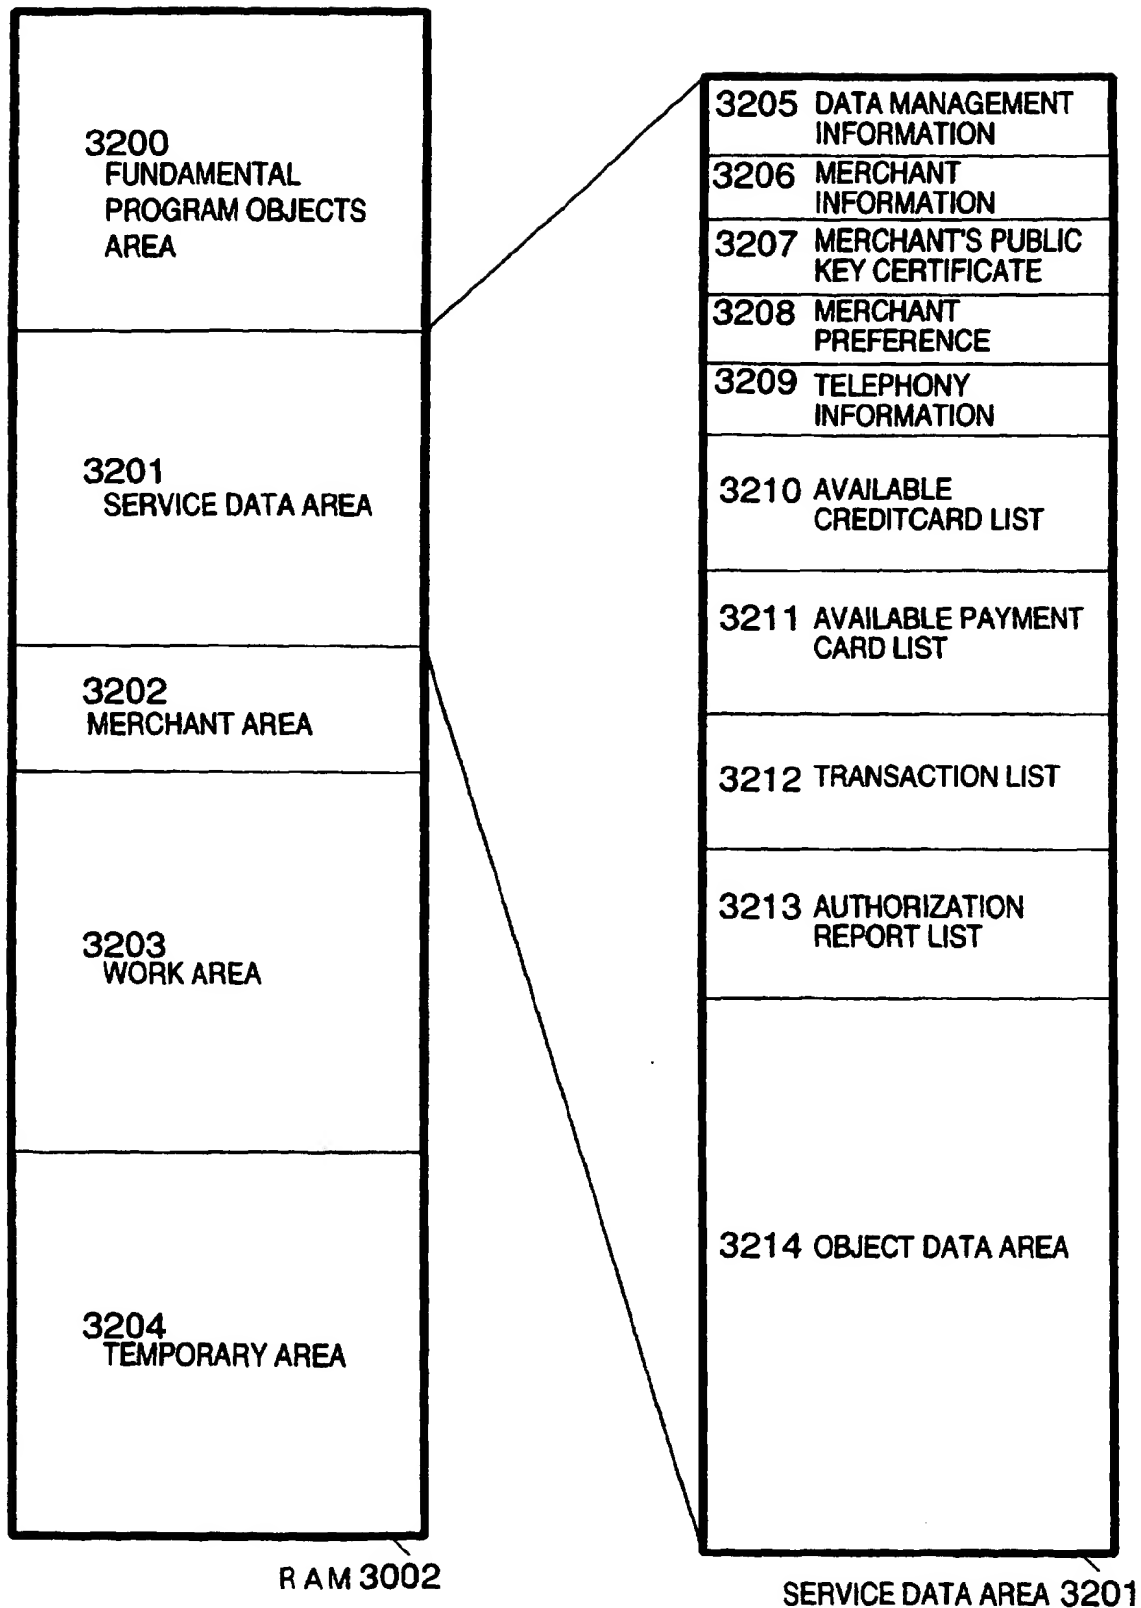 3200
FUNDAMENTAL
PROGRAM OBJECTS
AREA
3201
SERVICE DATA AREA
3202
MERCHANT AREA
3203
WORK AREA
3204
TEMPORARY AREA
RAM 3002
3205 DATA MANAGEMENT
INFORMATION
3206 MERCHANT
INFORMATION
3207 MERCHANT'S PUBLIC
KEY CERTIFICATE
3208 MERCHANT
PREFERENCE
3209 TELEPHONY
INFORMATION
3210 AVAILABLE
CREDITCARD LIST
3211 AVAILABLE PAYMENT
CARD LIST
3212 TRANSACTION LIST
3213 AUTHORIZATION
REPORT LIST
3214 OBJECT DATA AREA
SERVICE DATA AREA 3201